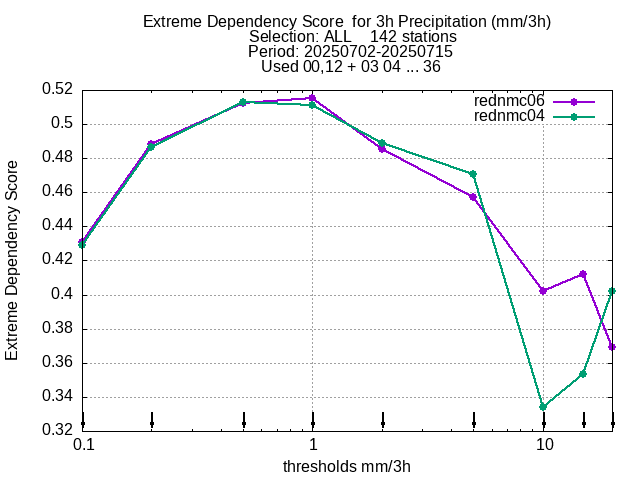 Extreme Dependency Score  for 3h Precipitation (mm/3h)
Selection: ALL    142 stations
Period: 20250702-20250715
Used 00,12 + 03 04 ... 36
rednmc06
rednmc04
Extreme Dependency Score
0.52
0.5
0.48
0.46
0.44
0.42
0.4
0.38
0.36
0.34
0.32
0.1
1
10
thresholds mm/3h